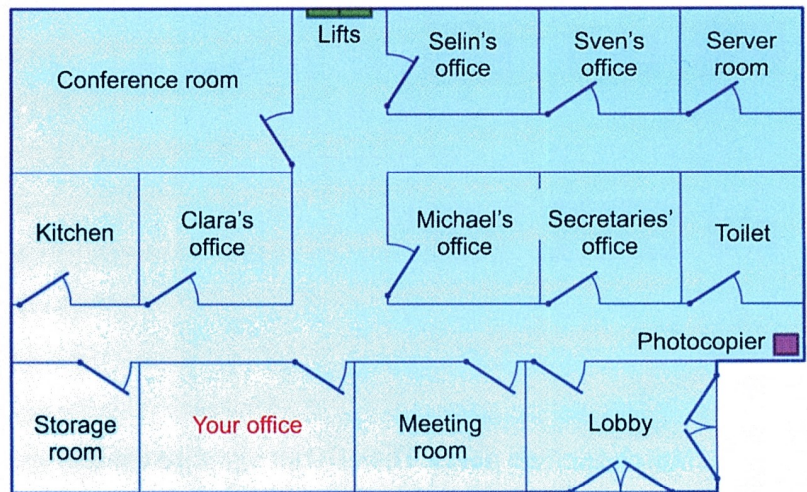 Lifts
Conference room
Selin's
office
Sven's
office
Server
room
Kitchen
Clara's
office
Michael's
office
Secretaries'
office
Toilet
Photocopier
Storage
room
Your office
Meeting
room
Lobby